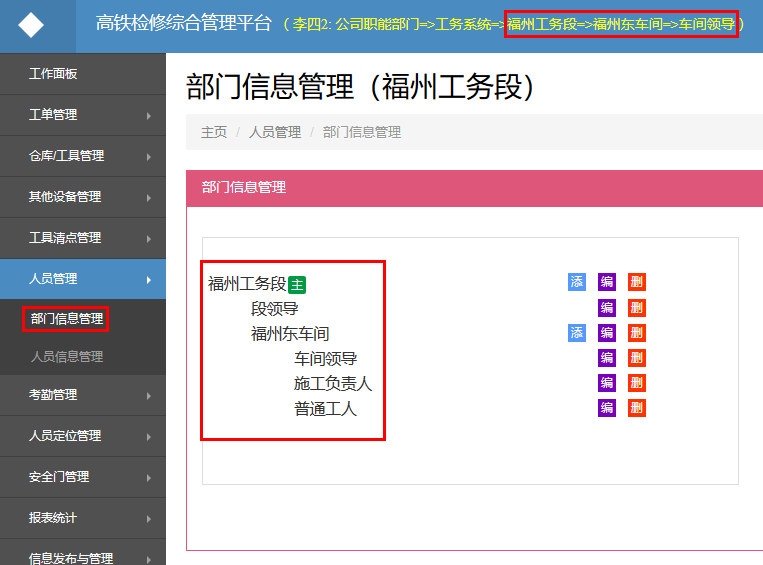 高铁检修综合管理平台 （ 李四2: 公司职能部门=>工务系统=>福州工务段=>福州东车间=>车间领导 ）
工作面板
工单管理
仓库/工具管理
其他设备管理
工具清点管理
人员管理
部门信息管理
人员信息管理
考勤管理
人员定位管理
安全门管理
报表统计
信息发布与管理
部门信息管理（福州工务段）
主页 / 人员管理 / 部门信息管理
部门信息管理
福州工务段 主 添 编 删
段领导 编 删
福州东车间 添 编 删
车间领导 编 删
施工负责人 编 删
普通工人 编 删